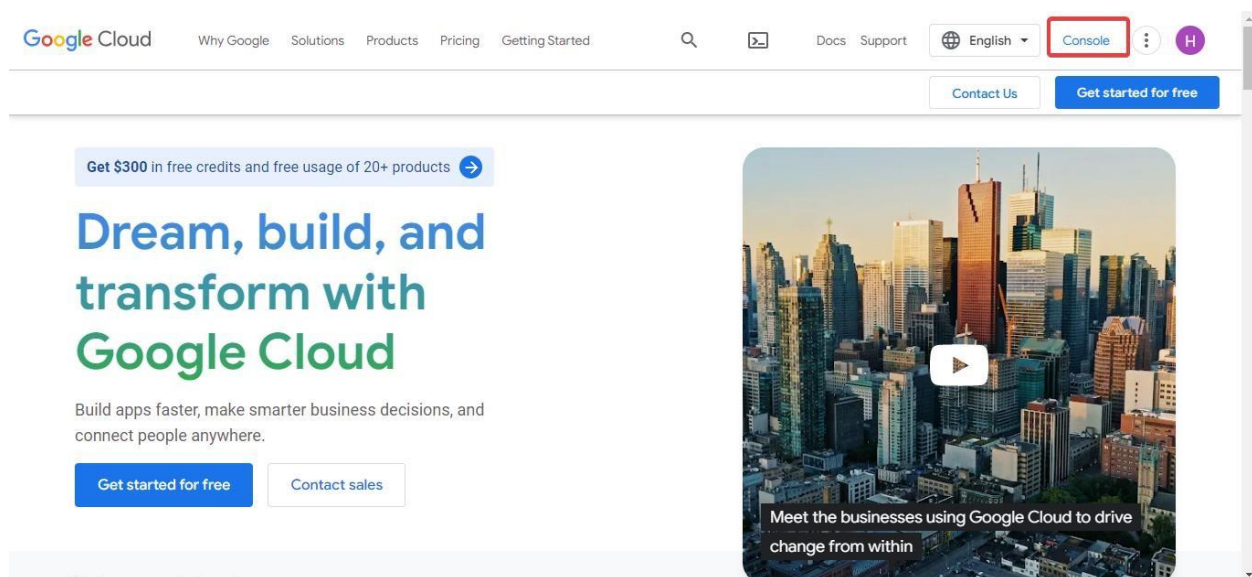 Google Cloud Why Google Solutions Products Pricing Getting Started Docs Support English Console H
Contact Us Get started for free
Get $300 in free credits and free usage of 20+ products
Dream, build, and
transform with
Google Cloud
Build apps faster, make smarter business decisions, and
connect people anywhere.
Get started for free Contact sales
Meet the businesses using Google Cloud to drive
change from within